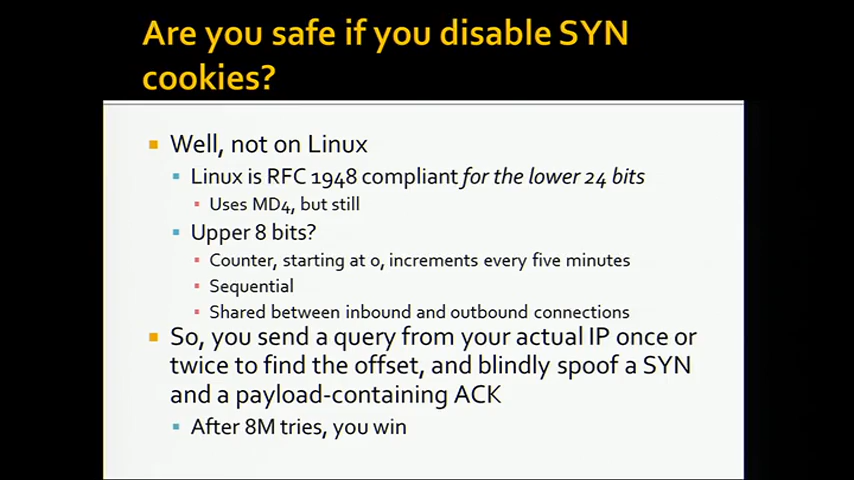 Are you safe if you disable SYN
cookies?
Well, not on Linux
Linux is RFC 1948 compliant for the lower 24 bits
Uses MD4, but still
Upper 8 bits?
Counter, starting at 0, increments every five minutes
Sequential
Shared between inbound and outbound connections
So, you send a query from your actual IP once or
twice to find the offset, and blindly spoof a SYN
and a payload-containing ACK
After 8M tries, you win